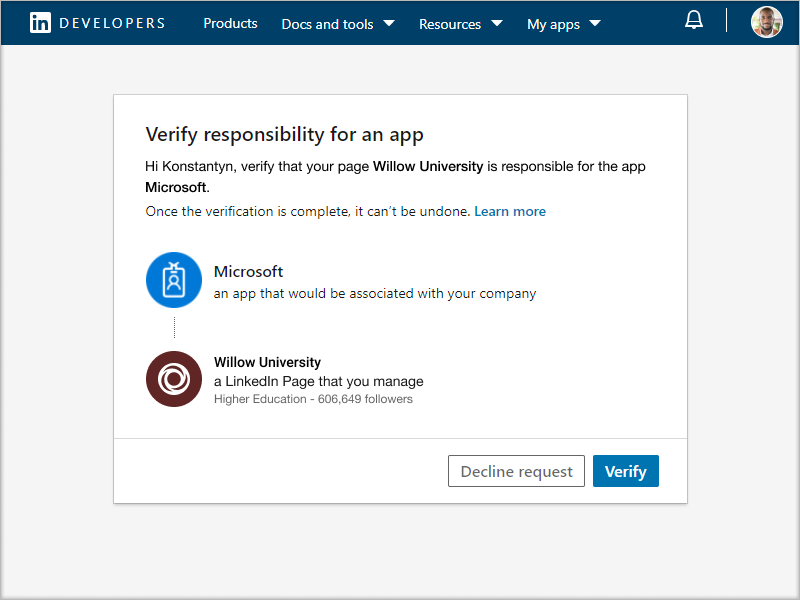 in DEVELOPERS Products Docs and tools Resources My apps
Verify responsibility for an app
Hi Konstantyn, verify that your page Willow University is responsible for the app
Microsoft.
Once the verification is complete, it can't be undone. Learn more
Microsoft
an app that would be associated with your company
Willow University
a LinkedIn Page that you manage
Higher Education - 606,649 followers
Decline request Verify